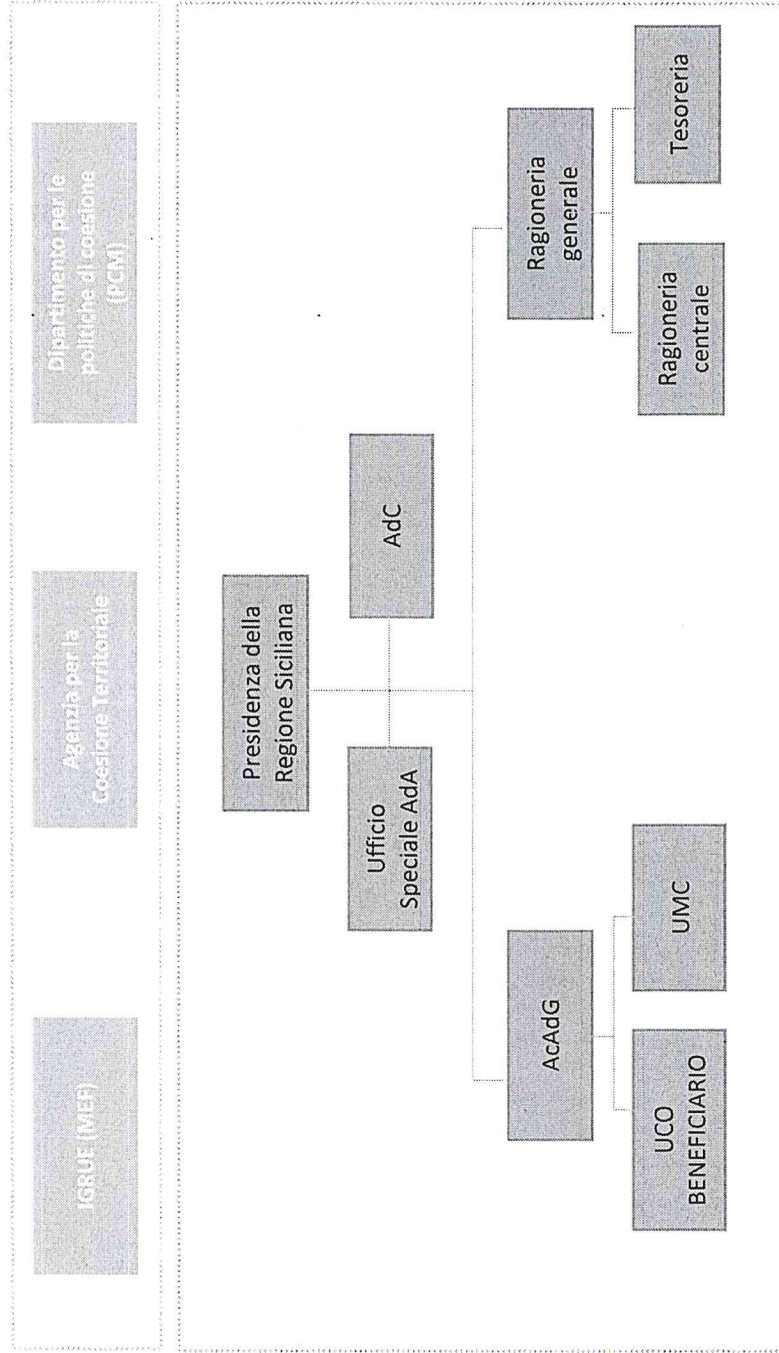 IGRUE (MEF)
Agenzia per la
Coesione Territoriale
Dipartimento per le
politiche di coesione
(PCM)
Presidenza della
Regione Siciliana
Ufficio
Speciale AdA
AdC
AcAdG
Ragioneria
generale
UCO
BENEFICIARIO
UMC
Ragioneria
centrale
Tesoreria